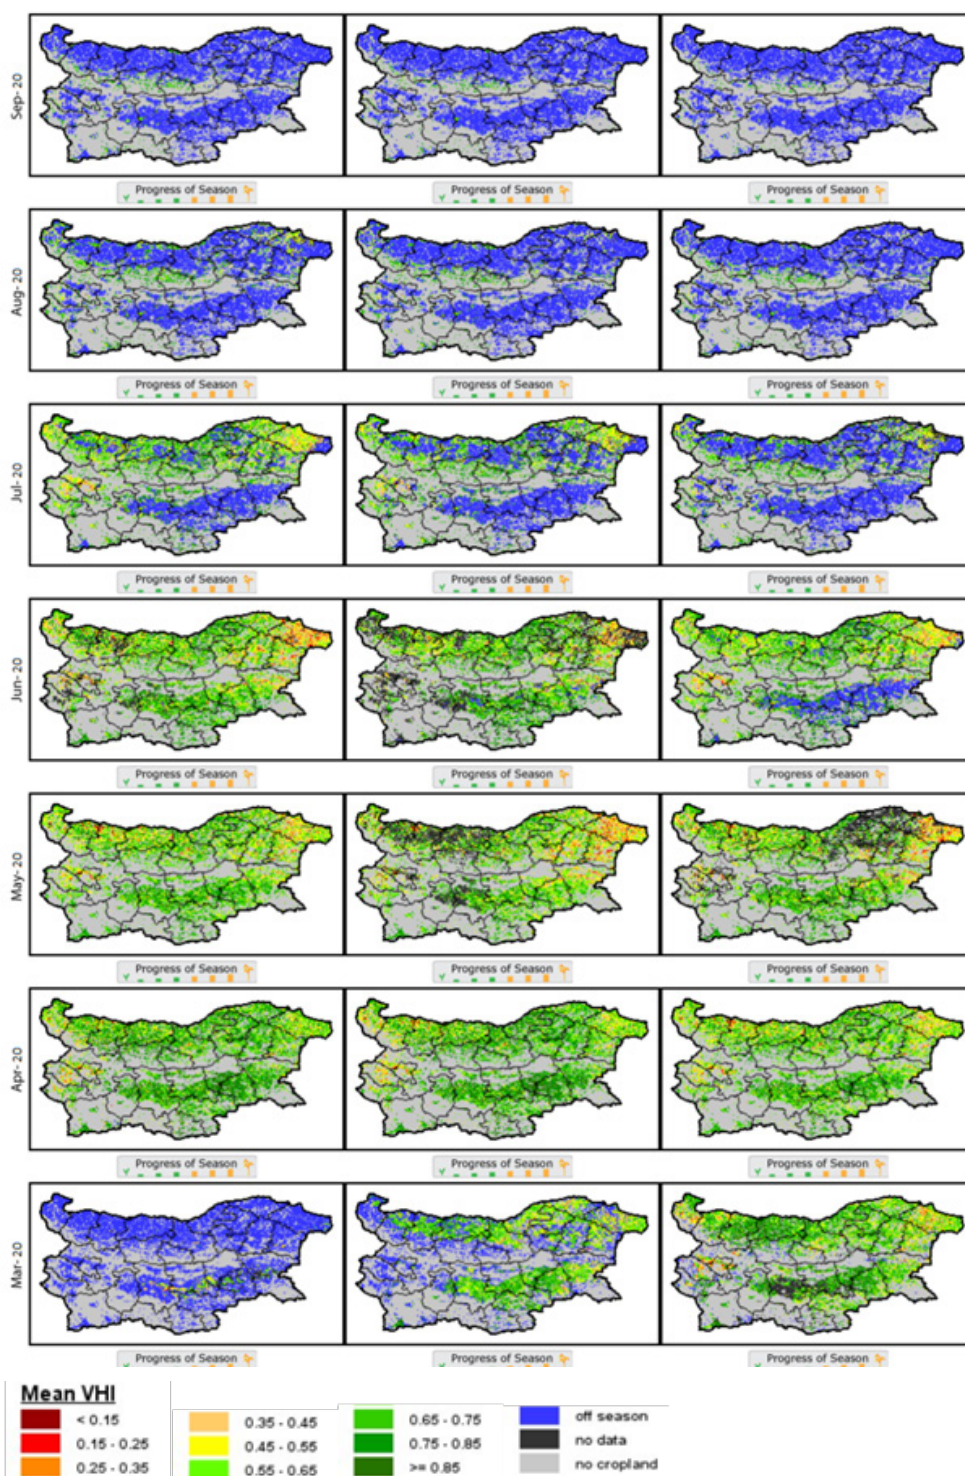 Sep- 20
Progress of Season Progress of Season Progress of Season
Aug- 20
Progress of Season Progress of Season Progress of Season
Jul- 20
Progress of Season Progress of Season Progress of Season
Jun- 20
Progress of Season Progress of Season Progress of Season
May- 20
Progress of Season Progress of Season Progress of Season
Apr- 20
Progress of Season Progress of Season Progress of Season
Mar- 20
Progress of Season Progress of Season Progress of Season
Mean VHI
< 0.15 0.35 - 0.45 0.65 - 0.75 off season
0.15 - 0.25 0.45 - 0.55 0.75 - 0.85 no data
0.25 - 0.35 0.55 - 0.65 >= 0.85 no cropland